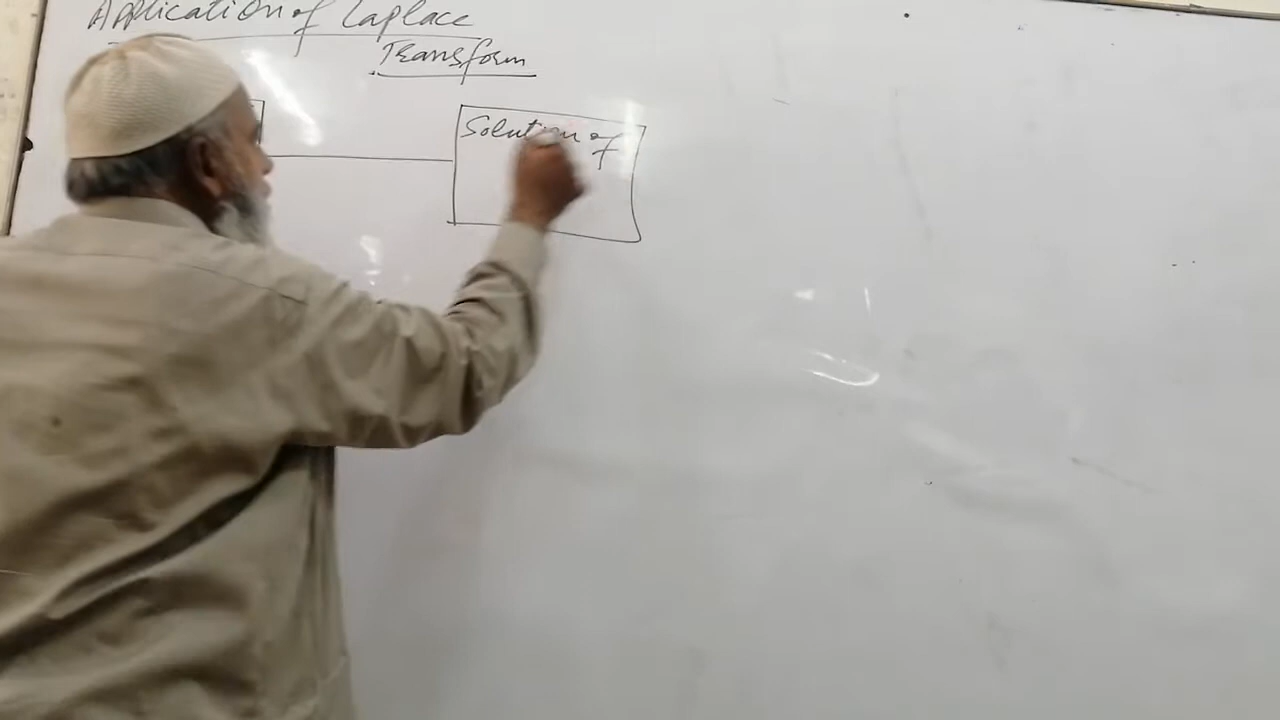 Application of Laplace
Transform
Solution of